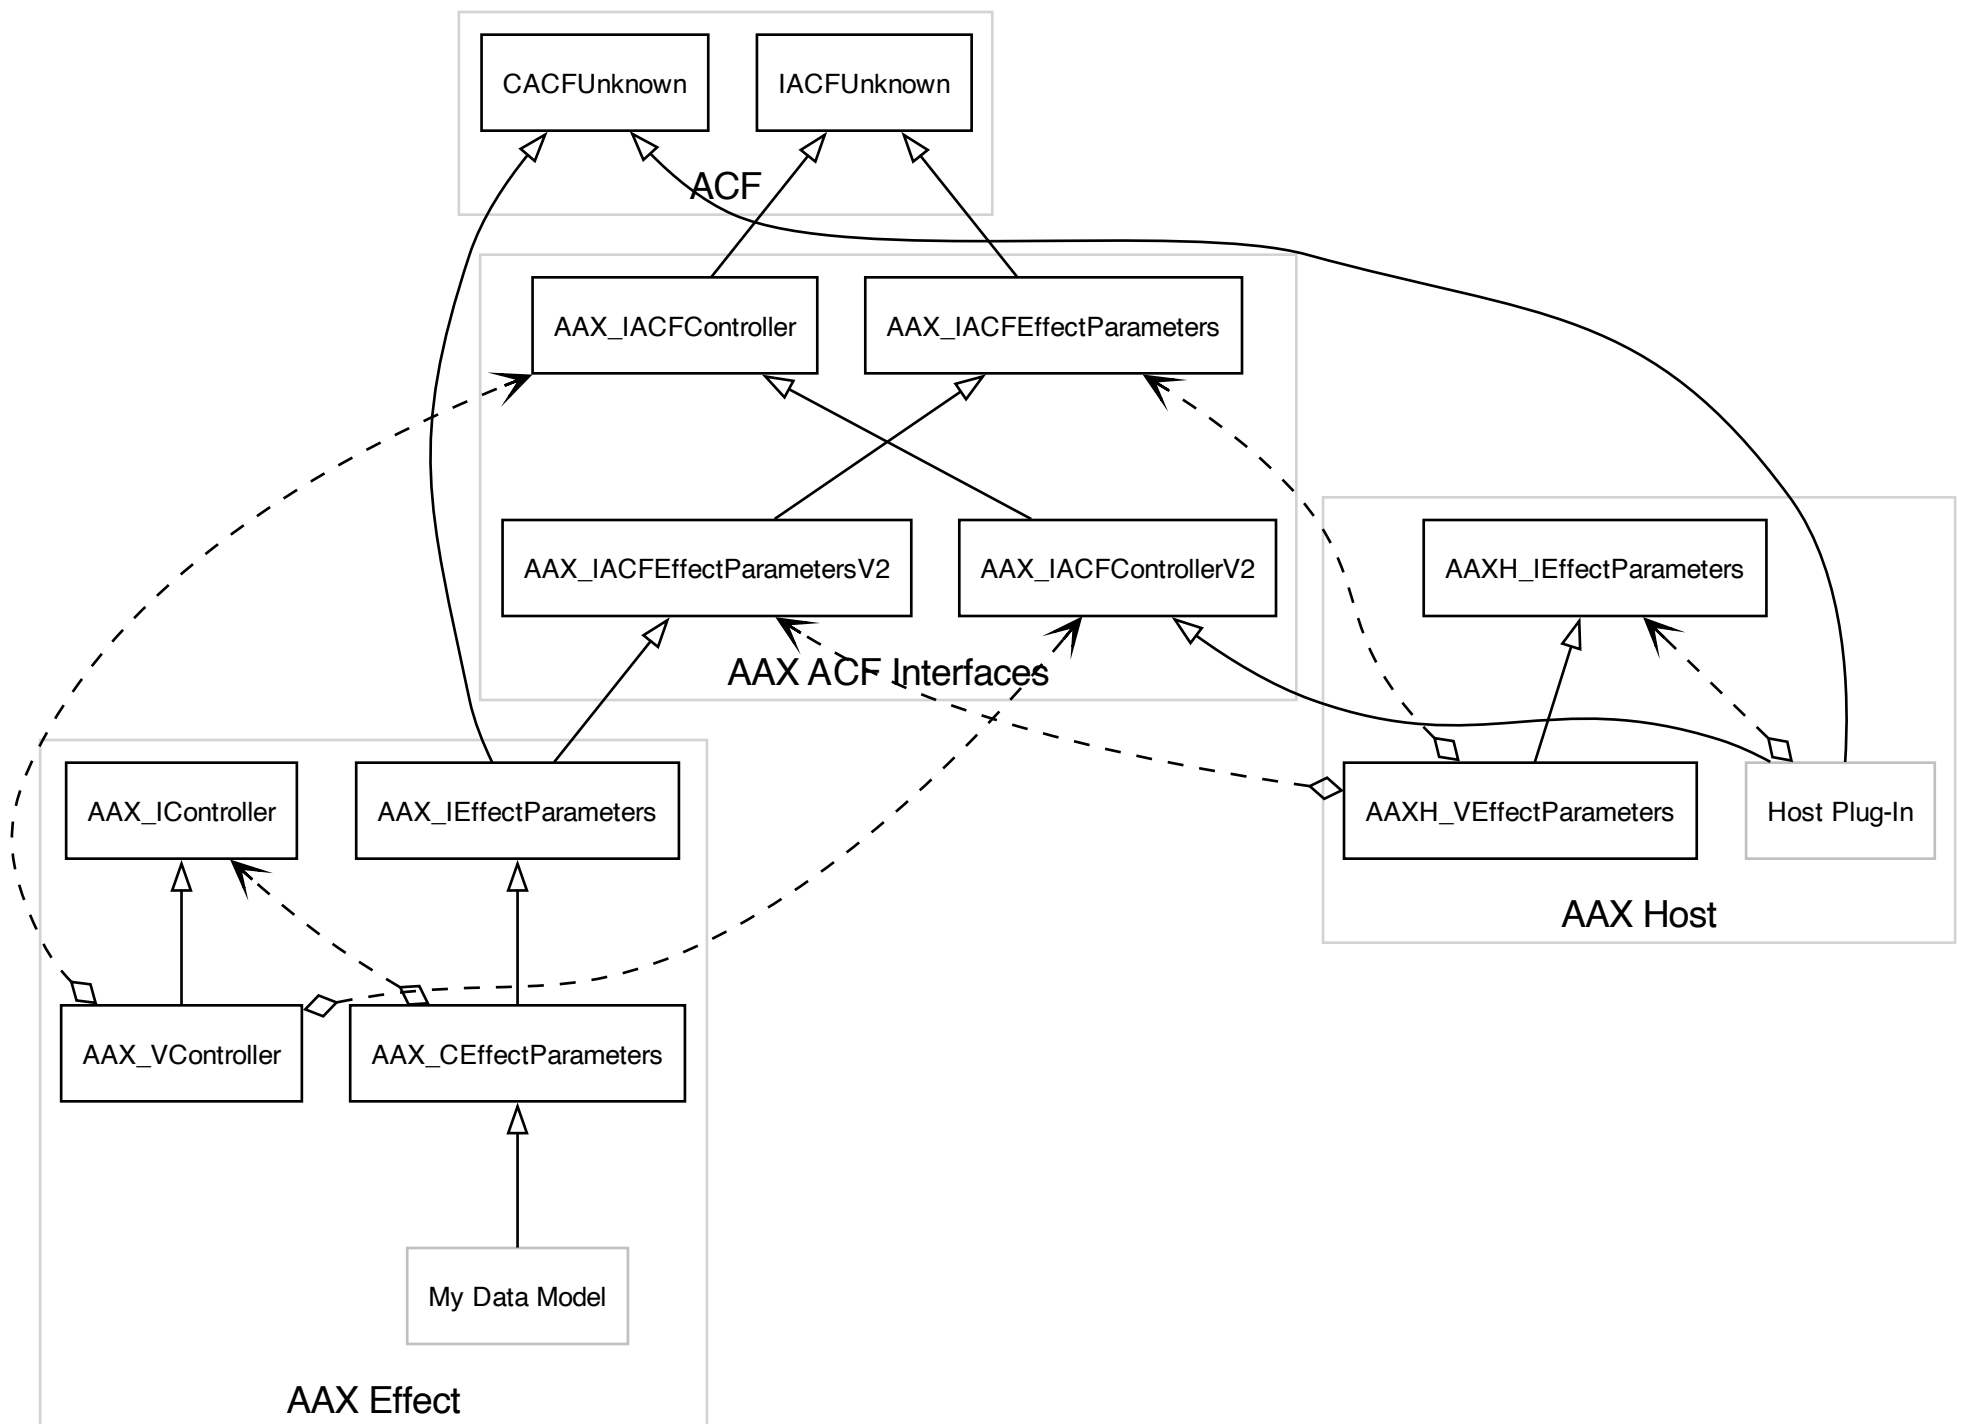 CACFUnknown
IACFUnknown
ACF
AAX_IACFController
AAX_IACFEffectParameters
AAX_IACFEffectParametersV2
AAX_IACFControllerV2
AAXH_IEffectParameters
AAX ACF Interfaces
AAX_IController
AAX_IEffectParameters
AAXH_VEffectParameters
Host Plug-In
AAX Host
AAX_VController
AAX_CEffectParameters
My Data Model
AAX Effect